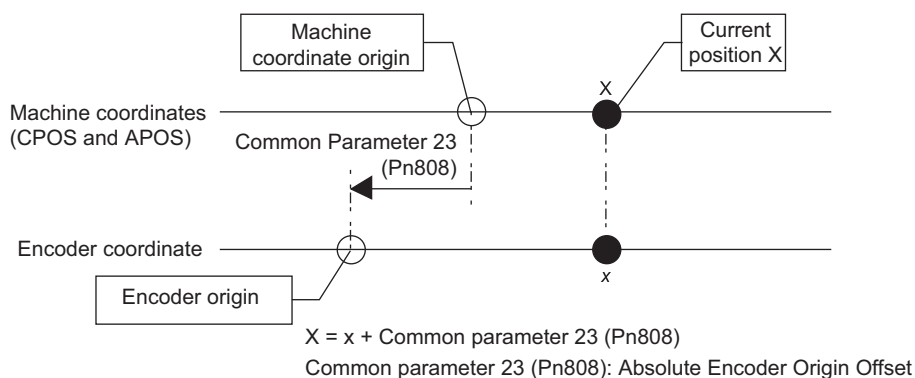 Machine
coordinate origin
Current
position X
X
Machine coordinates
(CPOS and APOS)
Common Parameter 23
(Pn808)
Encoder coordinate
x
Encoder origin
X = x + Common parameter 23 (Pn808)
Common parameter 23 (Pn808): Absolute Encoder Origin Offset